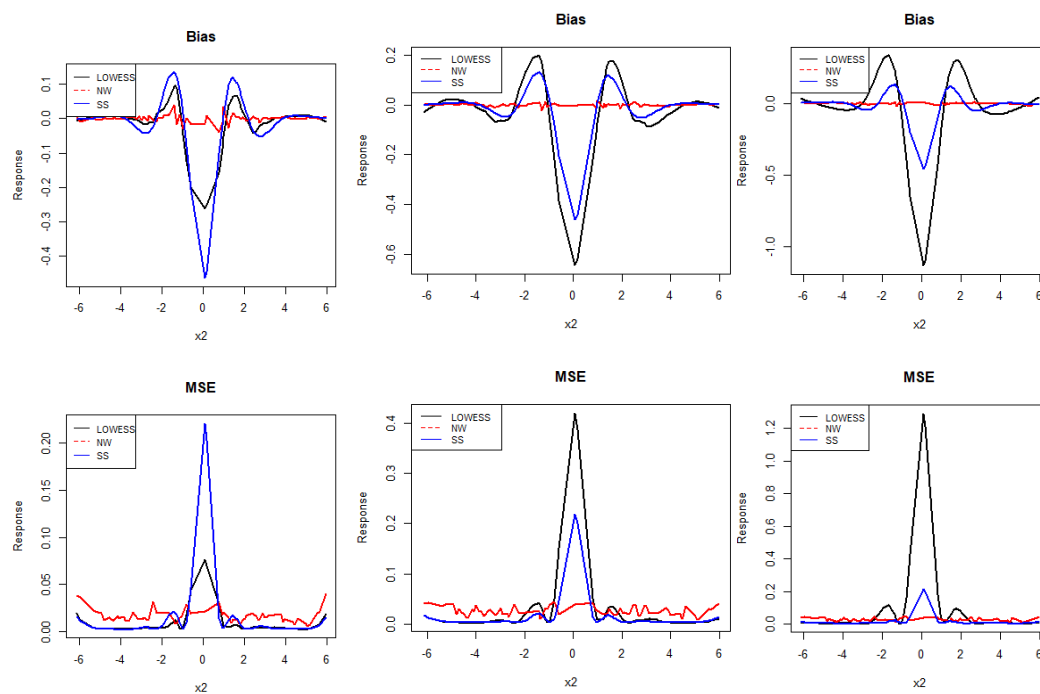 Bias
LOWESS
NW
SS
Response
0.1
0.0
-0.1
-0.2
-0.3
-0.4
-6 -4 -2 0 2 4 6
x2
Bias
LOWESS
NW
SS
Response
0.2
0.0
-0.2
-0.4
-0.6
-6 -4 -2 0 2 4 6
x2
Bias
LOWESS
NW
SS
Response
0.0
-0.5
-1.0
-6 -4 -2 0 2 4 6
x2
MSE
LOWESS
NW
SS
Response
0.20
0.15
0.10
0.05
0.00
-6 -4 -2 0 2 4 6
x2
MSE
LOWESS
NW
SS
Response
0.4
0.3
0.2
0.1
0.0
-6 -4 -2 0 2 4 6
x2
MSE
LOWESS
NW
SS
Response
1.2
1.0
0.8
0.6
0.4
0.2
0.0
-6 -4 -2 0 2 4 6
x2